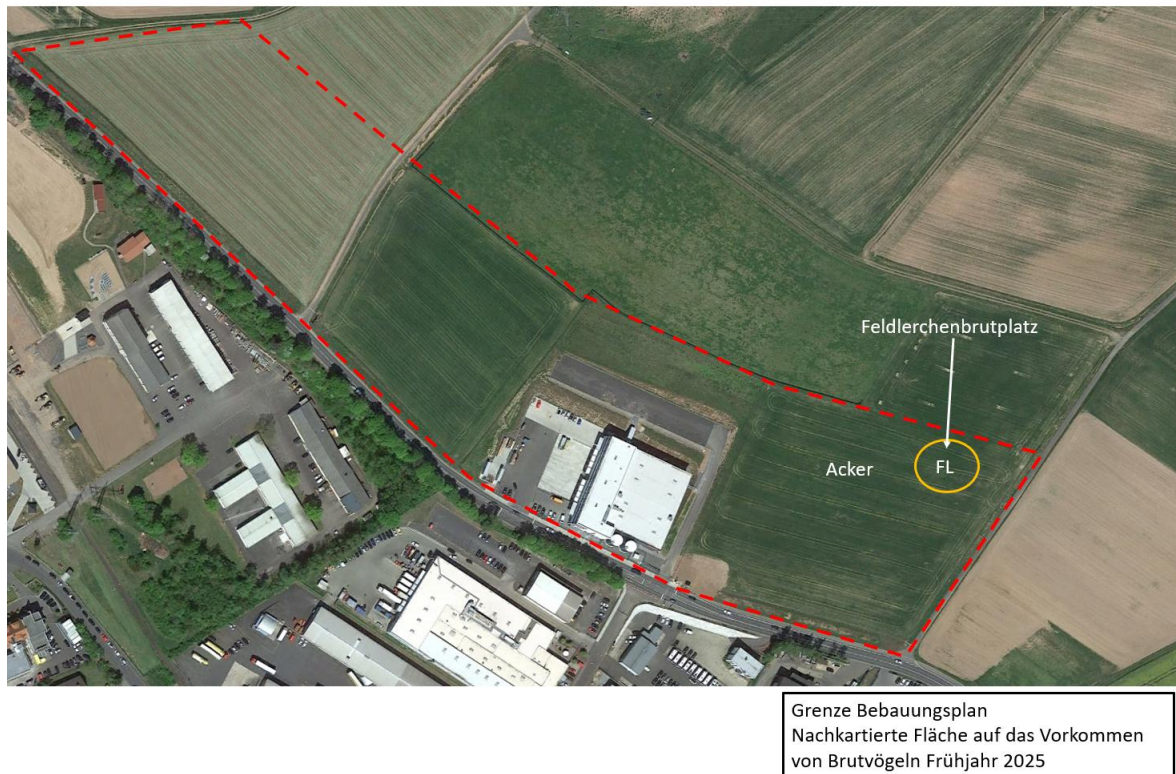 Feldlerchenbrutplatz
Acker
FL
Grenze Bebauungsplan
Nachkartierte Fläche auf das Vorkommen
von Brutvögeln Frühjahr 2025